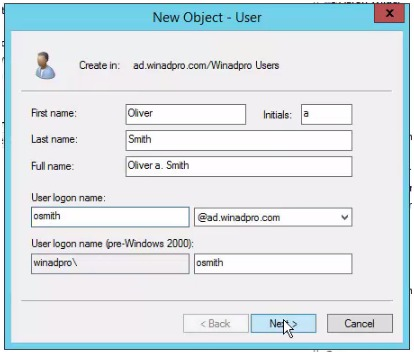 New Object - User
x
Create in: ad.winadpro.com/Winadpro Users
First name: Oliver Initials: a
Last name: Smith
Full name: Oliver a. Smith
User logon name:
osmith @ad.winadpro.com
User logon name (pre-Windows 2000):
winadpro\ osmith
< Back Next > Cancel